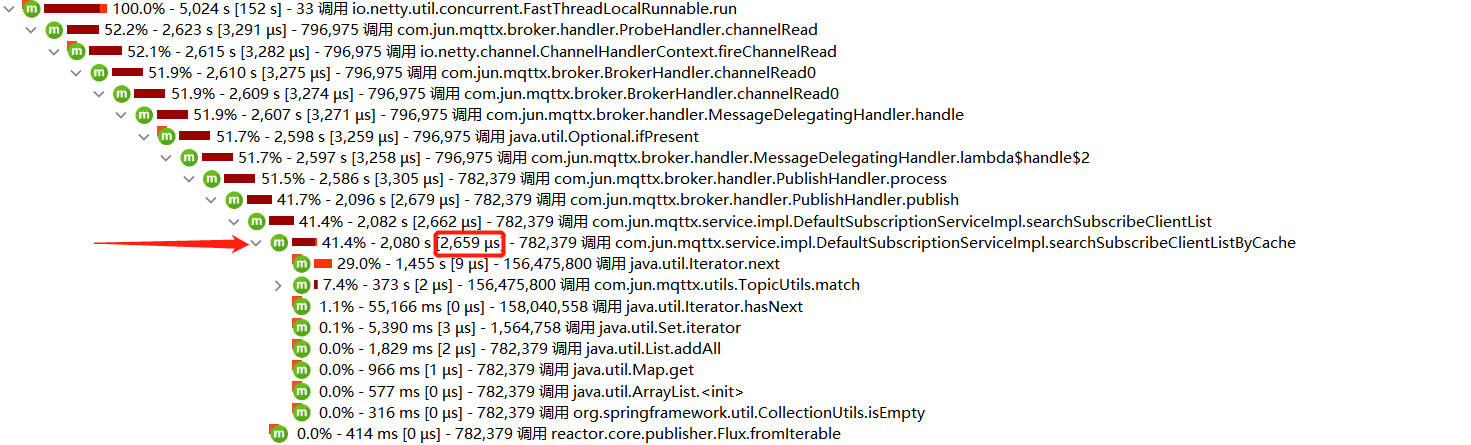 100.0% - 5,024 s [152 s] - 33 调用 io.netty.util.concurrent.FastThreadLocalRunnable.run
52.2% - 2,623 s [3,291 µs] - 796,975 调用 com.jun.mqttx.broker.handler.ProbeHandler.channelRead
52.1% - 2,615 s [3,282 µs] - 796,975 调用 io.netty.channel.ChannelHandlerContext.fireChannelRead
51.9% - 2,610 s [3,275 µs] - 796,975 调用 com.jun.mqttx.broker.BrokerHandler.channelRead0
51.9% - 2,609 s [3,274 µs] - 796,975 调用 com.jun.mqttx.broker.BrokerHandler.channelRead0
51.9% - 2,607 s [3,271 µs] - 796,975 调用 com.jun.mqttx.broker.handler.MessageDelegatingHandler.handle
51.7% - 2,598 s [3,259 µs] - 796,975 调用 java.util.Optional.ifPresent
51.7% - 2,597 s [3,258 µs] - 796,975 调用 com.jun.mqttx.broker.handler.MessageDelegatingHandler.lambda$handle$2
51.5% - 2,586 s [3,305 µs] - 782,379 调用 com.jun.mqttx.broker.handler.PublishHandler.process
41.7% - 2,096 s [2,679 µs] - 782,379 调用 com.jun.mqttx.broker.handler.PublishHandler.publish
41.4% - 2,082 s [2,662 µs] - 782,379 调用 com.jun.mqttx.service.impl.DefaultSubscriptionServiceImpl.searchSubscribeClientList
41.4% - 2,080 s [2,659 µs] - 782,379 调用 com.jun.mqttx.service.impl.DefaultSubscriptionServiceImpl.searchSubscribeClientListByCache
29.0% - 1,455 s [9 µs] - 156,475,800 调用 java.util.Iterator.next
7.4% - 373 s [2 µs] - 156,475,800 调用 com.jun.mqttx.utils.TopicUtils.match
1.1% - 55,166 ms [0 µs] - 158,040,558 调用 java.util.Iterator.hasNext
0.1% - 5,390 ms [3 µs] - 1,564,758 调用 java.util.Set.iterator
0.0% - 1,829 ms [2 µs] - 782,379 调用 java.util.List.addAll
0.0% - 966 ms [1 µs] - 782,379 调用 java.util.Map.get
0.0% - 577 ms [0 µs] - 782,379 调用 java.util.ArrayList.<init>
0.0% - 316 ms [0 µs] - 782,379 调用 org.springframework.util.CollectionUtils.isEmpty
0.0% - 414 ms [0 µs] - 782,379 调用 reactor.core.publisher.Flux.fromIterable